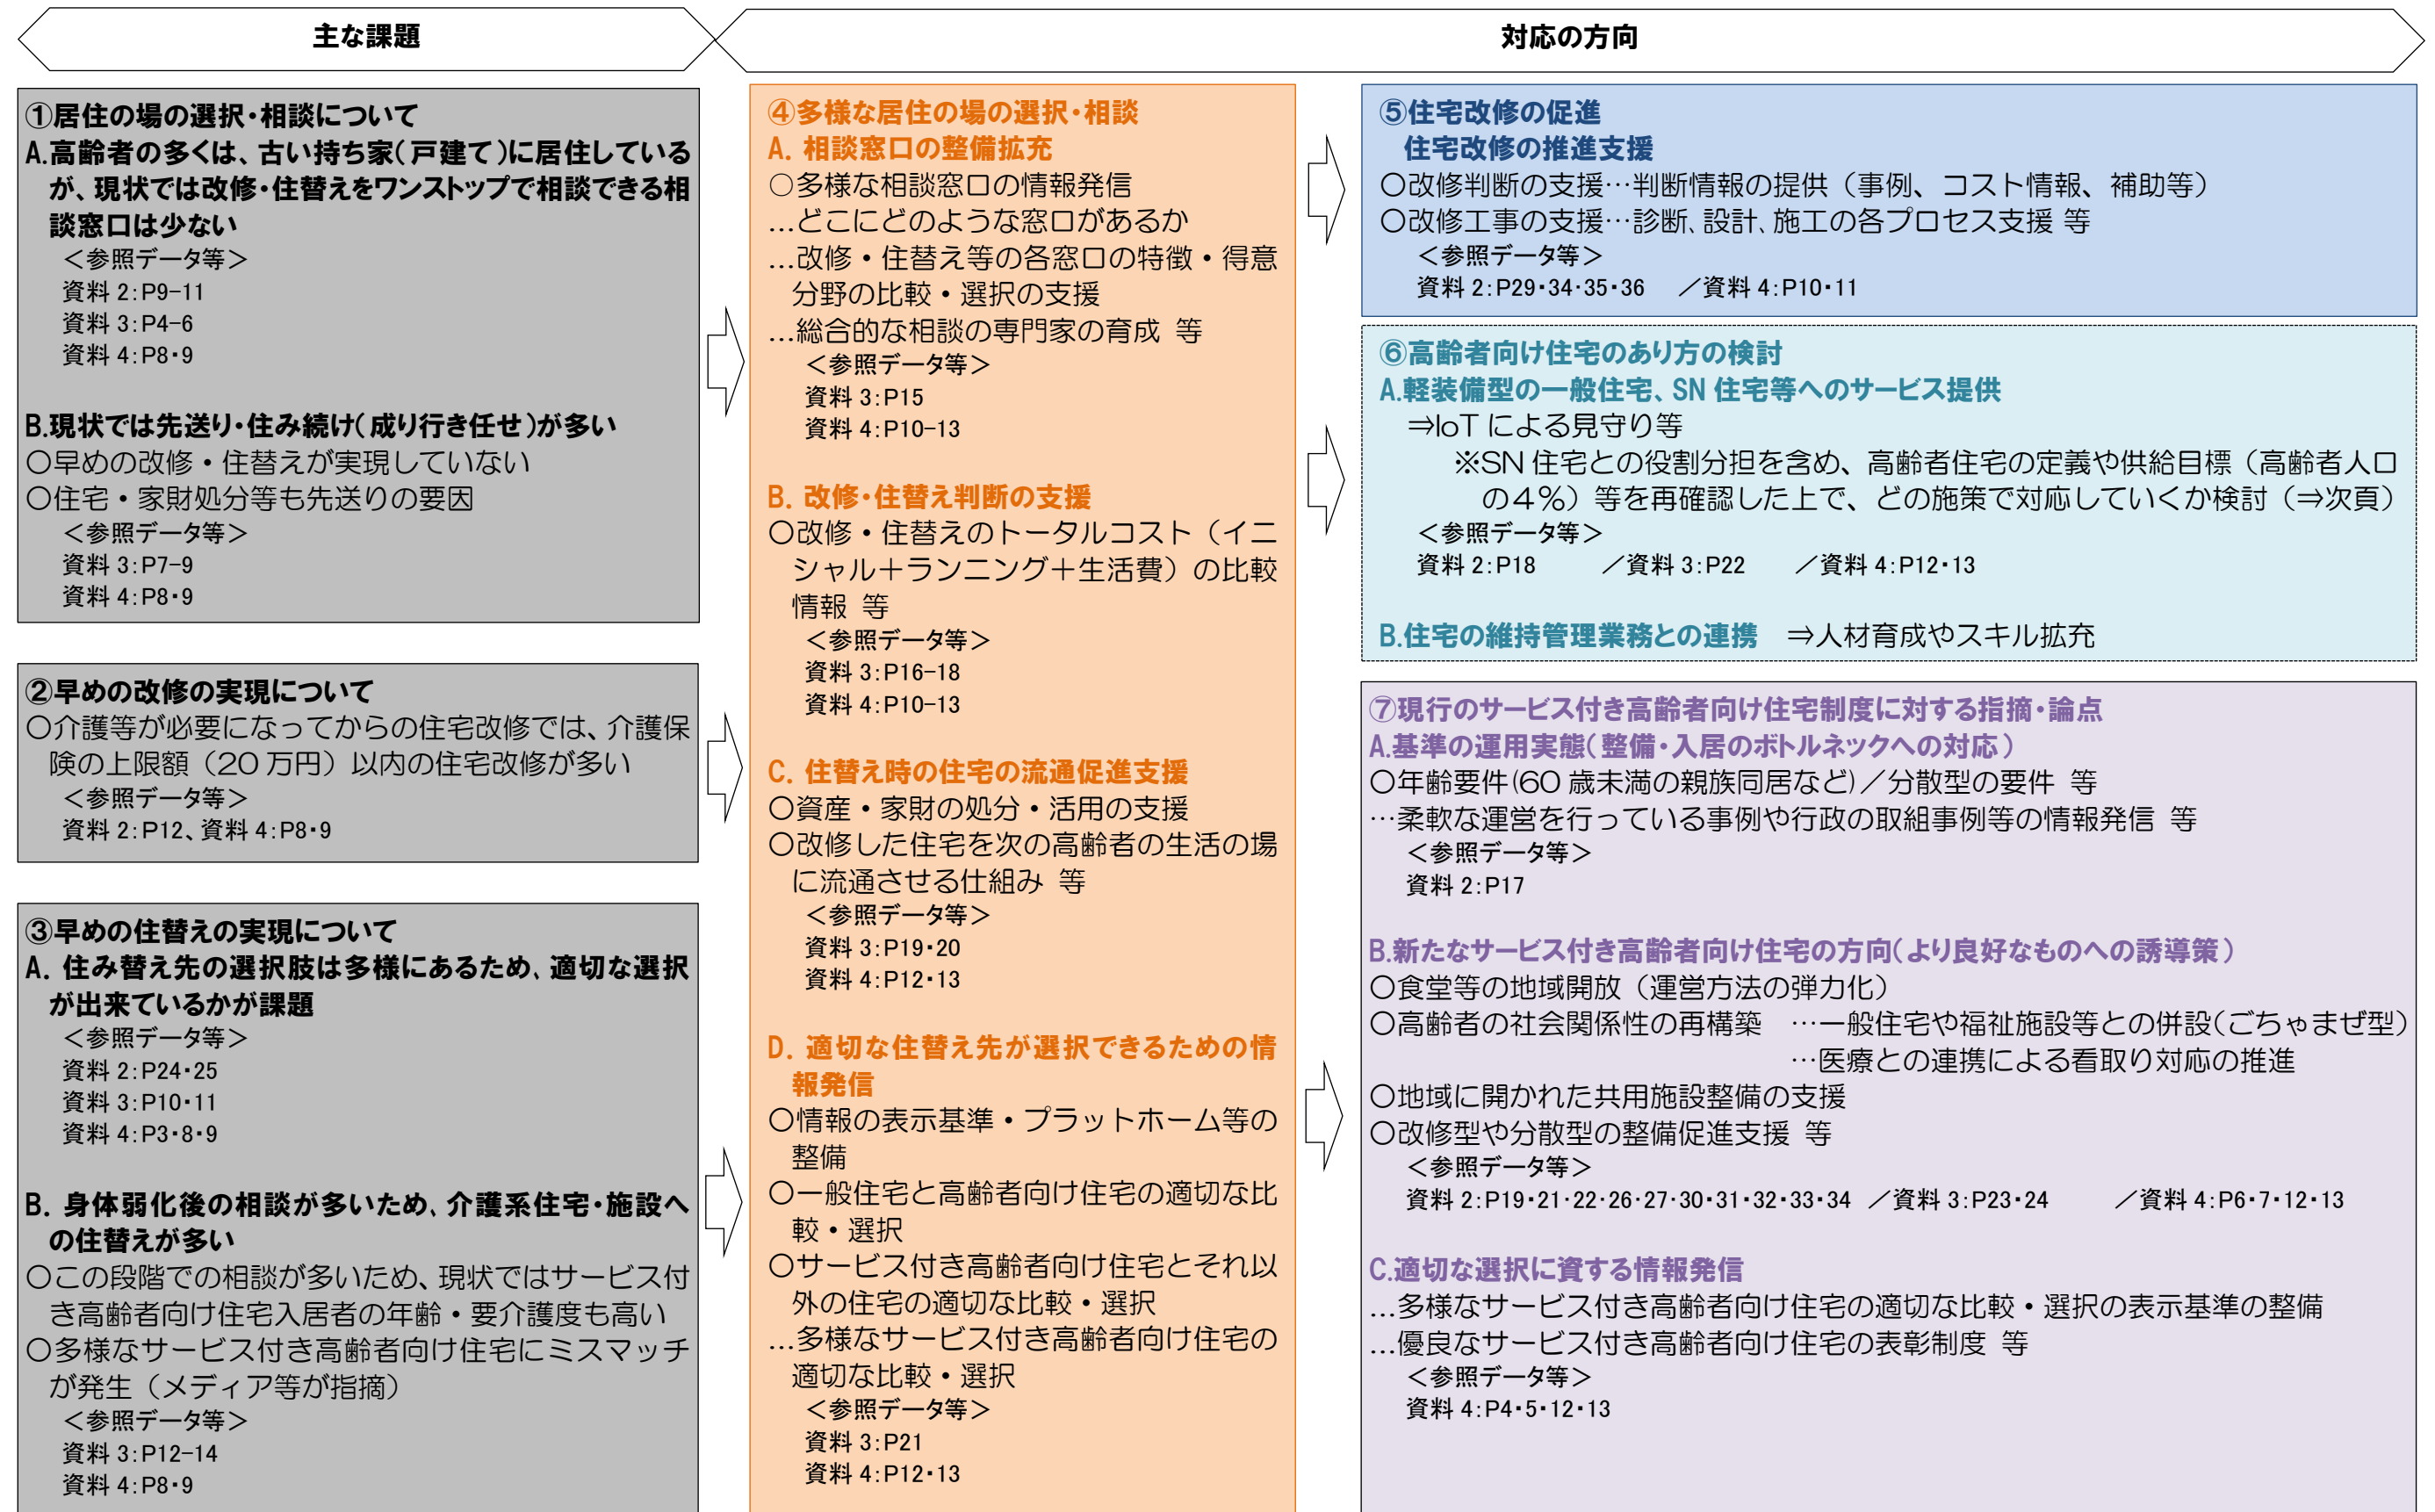 主な課題
対応の方向
①居住の場の選択・相談について
A.高齢者の多くは、古い持ち家(戸建て)に居住している
が、現状では改修・住替えをワンストップで相談できる相
談窓口は少ない
＜参照データ等＞
資料2:P9-11
資料3:P4-6
資料4:P8・9
B.現状では先送り・住み続け(成り行き任せ)が多い
〇早めの改修・住替えが実現していない
〇住宅・家財処分等も先送りの要因
＜参照データ等＞
資料3:P7-9
資料4:P8・9
②早めの改修の実現について
〇介護等が必要になってからの住宅改修では、介護保
険の上限額（20万円）以内の住宅改修が多い
＜参照データ等＞
資料2:P12、資料4:P8・9
③早めの住替えの実現について
A. 住み替え先の選択肢は多様にあるため、適切な選択
が出来ているかが課題
＜参照データ等＞
資料2:P24・25
資料3:P10・11
資料4:P3・8・9
B. 身体弱化後の相談が多いため、介護系住宅・施設へ
の住替えが多い
〇この段階での相談が多いため、現状ではサービス付
き高齢者向け住宅入居者の年齢・要介護度も高い
〇多様なサービス付き高齢者向け住宅にミスマッチ
が発生（メディア等が指摘）
＜参照データ等＞
資料3:P12-14
資料4:P8・9
④多様な居住の場の選択・相談
A. 相談窓口の整備拡充
○多様な相談窓口の情報発信
どこにどのような窓口があるか
…改修・住替え等の各窓口の特徴・得意
分野の比較・選択の支援
…総合的な相談の専門家の育成 等
＜参照データ等＞
資料3:P15
資料4:P10-13
B. 改修・住替え判断の支援
〇改修・住替えのトータルコスト（イニ
シャル＋ランニング＋生活費）の比較
情報 等
＜参照データ等＞
資料3:P16-18
資料4:P10-13
C. 住替え時の住宅の流通促進支援
〇資産・家財の処分・活用の支援
〇改修した住宅を次の高齢者の生活の場
に流通させる仕組み 等
＜参照データ等＞
資料3:P19・20
資料4:P12・13
D. 適切な住替え先が選択できるための情
報発信
〇情報の表示基準・プラットホーム等の
整備
〇一般住宅と高齢者向け住宅の適切な比
較・選択
〇サービス付き高齢者向け住宅とそれ以
外の住宅の適切な比較・選択
…多様なサービス付き高齢者向け住宅の
適切な比較・選択
＜参照データ等＞
資料3:P21
資料4:P12・13
⑤住宅改修の促進
住宅改修の推進支援
〇改修判断の支援…判断情報の提供（事例、コスト情報、補助等）
〇改修工事の支援…診断、設計、施工の各プロセス支援 等
＜参照データ等＞
資料2:P29・34・35・36 ／資料4:P10・11
⑥高齢者向け住宅のあり方の検討
A.軽装備型の一般住宅、SN住宅等へのサービス提供
⇒IoTによる見守り等
※SN住宅との役割分担を含め、高齢者住宅の定義や供給目標（高齢者人口
の４％）等を再確認した上で、どの施策で対応していくか検討（⇒次頁）
＜参照データ等＞
資料2:P18 ／資料3:P22 ／資料4:P12・13
B.住宅の維持管理業務との連携 ⇒人材育成やスキル拡充
⑦現行のサービス付き高齢者向け住宅制度に対する指摘・論点
A.基準の運用実態(整備・入居のボトルネックへの対応)
〇年齢要件(60歳未満の親族同居など)／分散型の要件 等
…柔軟な運営を行っている事例や行政の取組事例等の情報発信 等
＜参照データ等＞
資料2:P17
B.新たなサービス付き高齢者向け住宅の方向(より良好なものへの誘導策)
〇食堂等の地域開放（運営方法の弾力化）
〇高齢者の社会関係性の再構築 …一般住宅や福祉施設等との併設(ごちゃまぜ型)
…医療との連携による看取り対応の推進
〇地域に開かれた共用施設整備の支援
〇改修型や分散型の整備促進支援 等
＜参照データ等＞
資料2:P19・21・22・26・27・30・31・32・33・34 ／資料3:P23・24 ／資料4:P6・7・12・13
C.適切な選択に資する情報発信
…多様なサービス付き高齢者向け住宅の適切な比較・選択の表示基準の整備
…優良なサービス付き高齢者向け住宅の表彰制度 等
＜参照データ等＞
資料4:P4・5・12・13